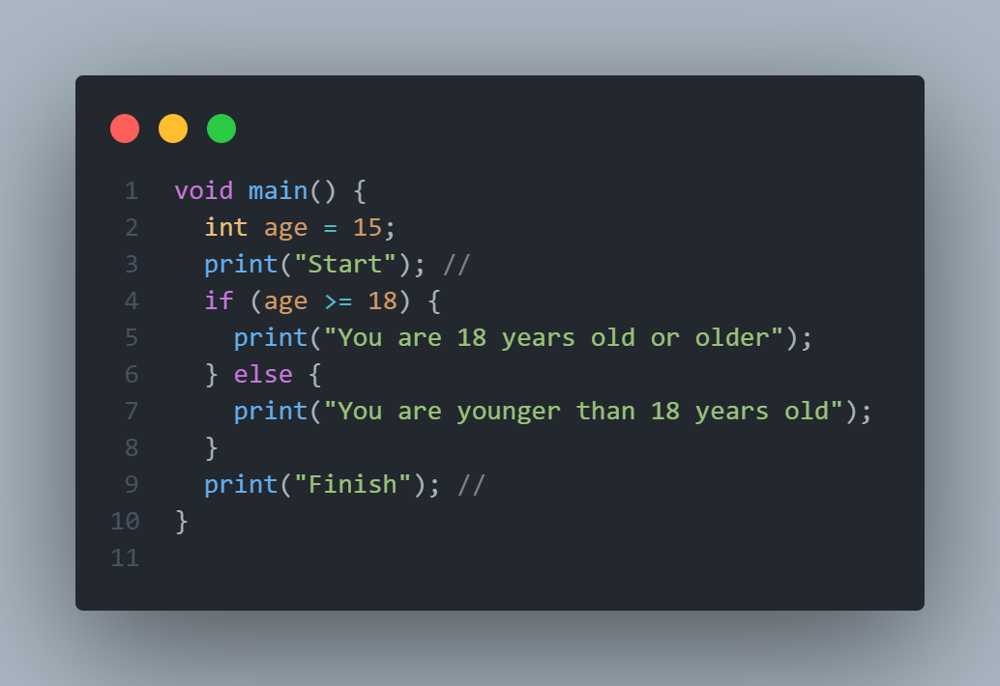 1 void main() {
2   int age = 15;
3   print("Start"); //
4   if (age >= 18) {
5     print("You are 18 years old or older");
6   } else {
7     print("You are younger than 18 years old");
8   }
9   print("Finish"); //
10 }
11